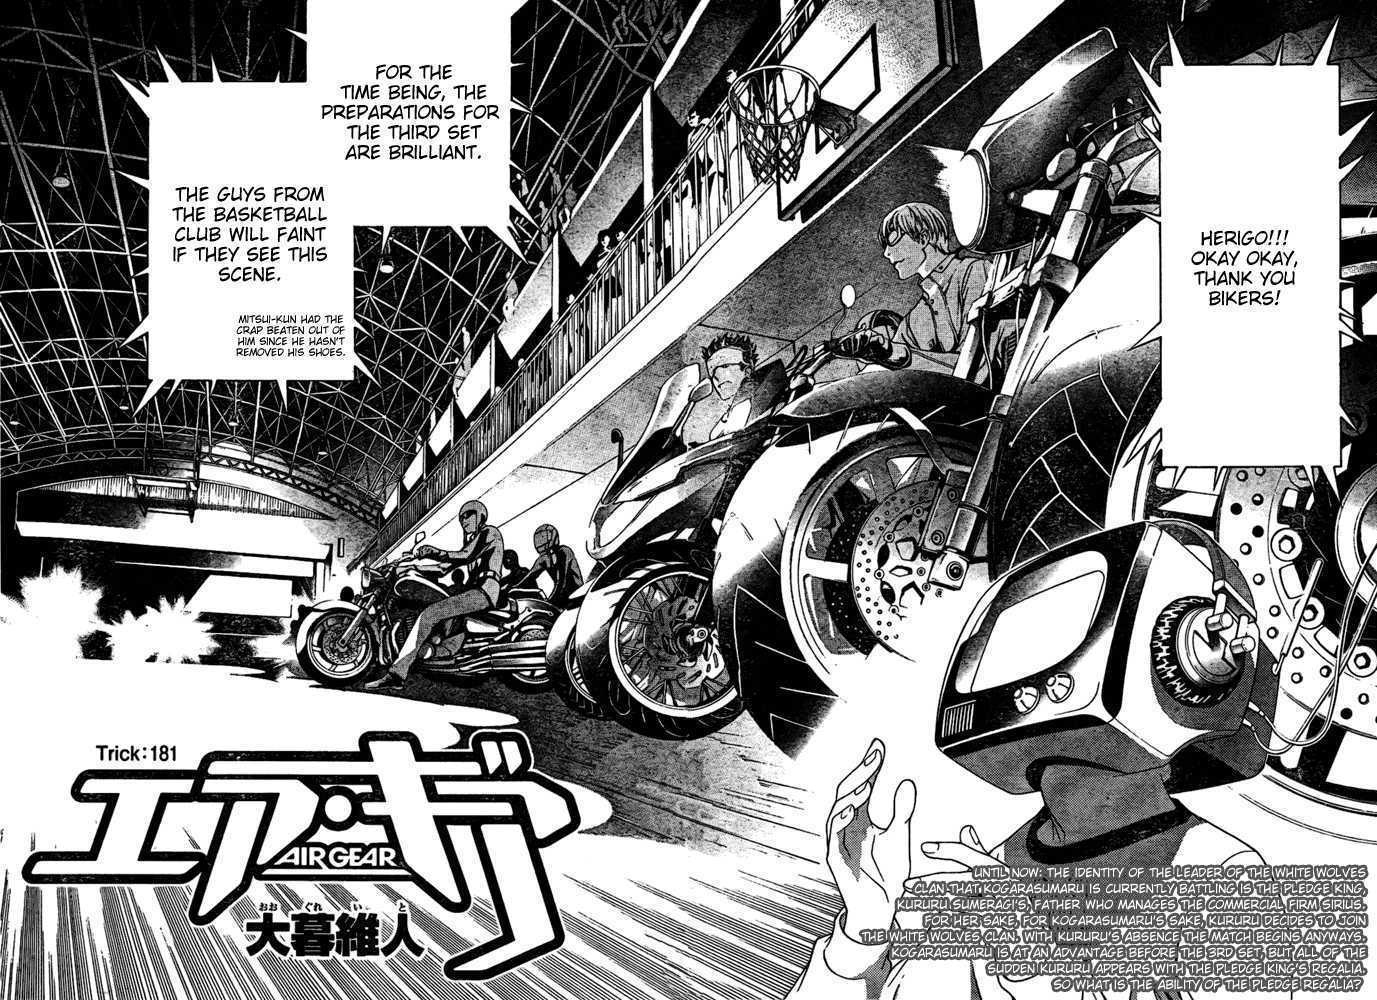 HERIGO!!!
OKAY OKAY,
THANK YOU
BIKERS!
FOR THE
TIME BEING, THE
PREPARATIONS FOR
THE THIRD SET
ARE BRILLIANT.
THE GUYS FROM
THE BASKETBALL
CLUB WILL FAINT
IF THEY SEE THIS
SCENE.
MITSUI-KUN HAD THE
CRAP BEATEN OUT OF
HIM SINCE HE HASN'T
REMOVED HIS SHOES.
Trick:181
エア・ギア
AIR GEAR
おお ぐれ い と
大暮維人
UNTIL NOW: THE IDENTITY OF THE LEADER OF THE WHITE WOLVES
CLAN THAT KOGARASUMARU IS CURRENTLY BATTLING IS THE PLEDGE KING,
KURURU SUMERAGI'S, FATHER WHO MANAGES THE COMMERCIAL FIRM SIRIUS.
FOR HER SAKE, FOR KOGARASUMARU'S SAKE, KURURU DECIDES TO JOIN
THE WHITE WOLVES CLAN. WITH KURURU'S ABSENCE THE MATCH BEGINS ANYWAYS.
KOGARASUMARU IS AT AN ADVANTAGE BEFORE THE 3RD SET, BUT ALL OF THE
SUDDEN KURURU APPEARS WITH THE PLEDGE KING'S REGALIA.
SO WHAT IS THE ABILITY OF THE PLEDGE REGALIA?